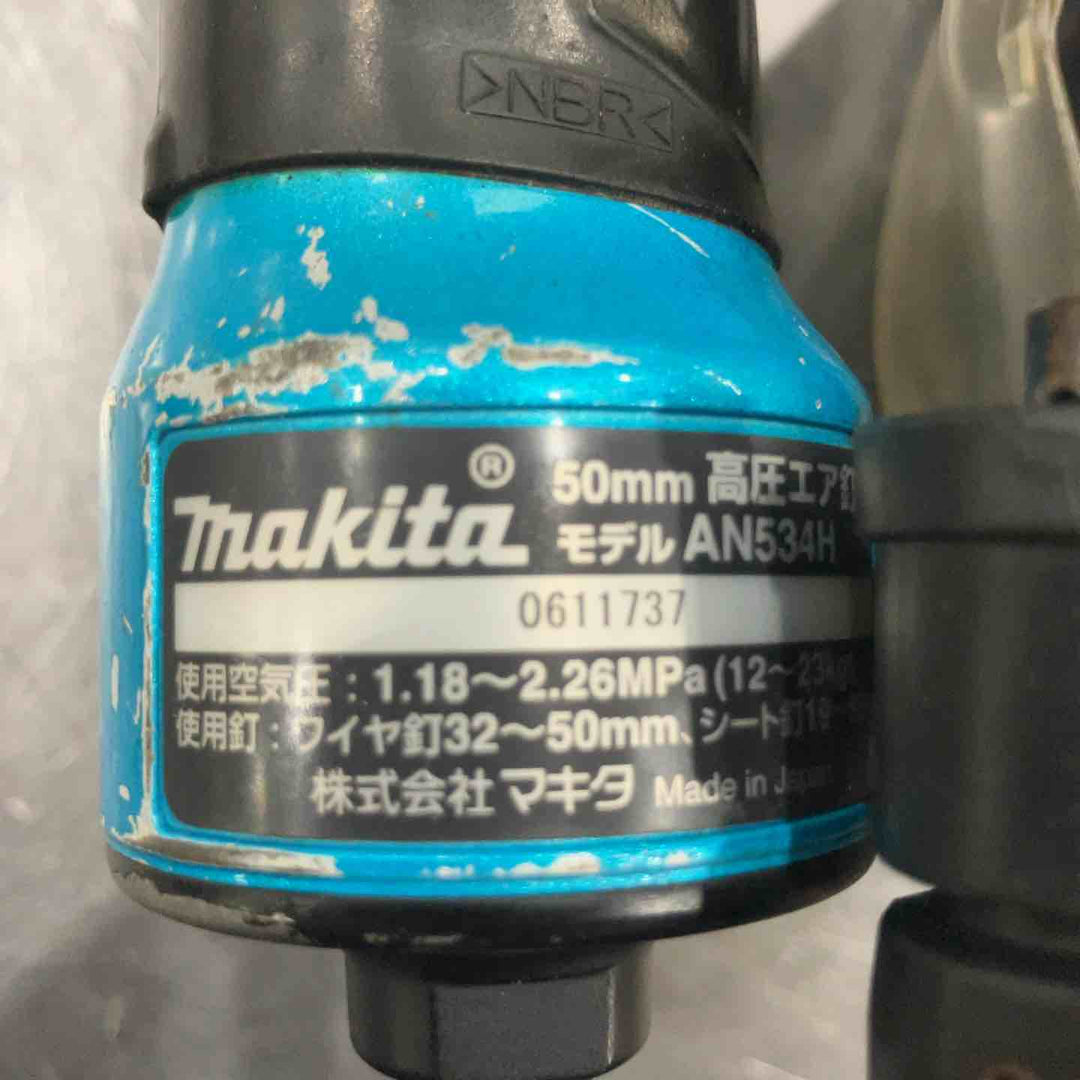 >NBR<
makita®
50mm 高圧エア釘
モデル AN534H
0611737
使用空気圧：1.18～2.26MPa (12～23
使用釘：ワイヤ釘32～50mm、シート釘19
株式会社 マキタ Made in Japan